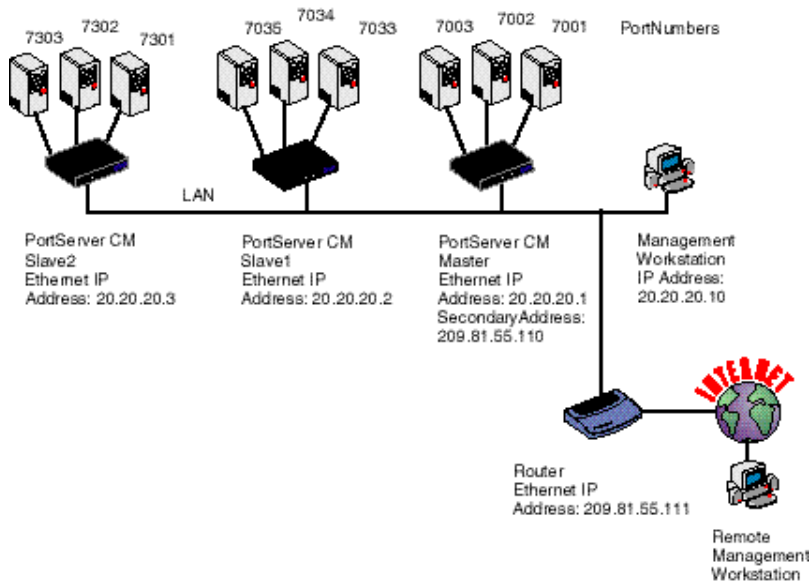 7303
7302
7301
7035
7034
7033
7003
7002
7001
PortNumbers
LAN
PortServer CM
Slave2
Ethernet IP
Address: 20.20.20.3
PortServer CM
Slave1
Ethernet IP
Address: 20.20.20.2
PortServer CM
Master
Ethernet IP
Address: 20.20.20.1
SecondaryAddress:
209.81.55.110
Management
Workstation
IP Address:
20.20.20.10
INTERNET
Router
Ethernet IP
Address: 209.81.55.111
Remote
Management
Workstation